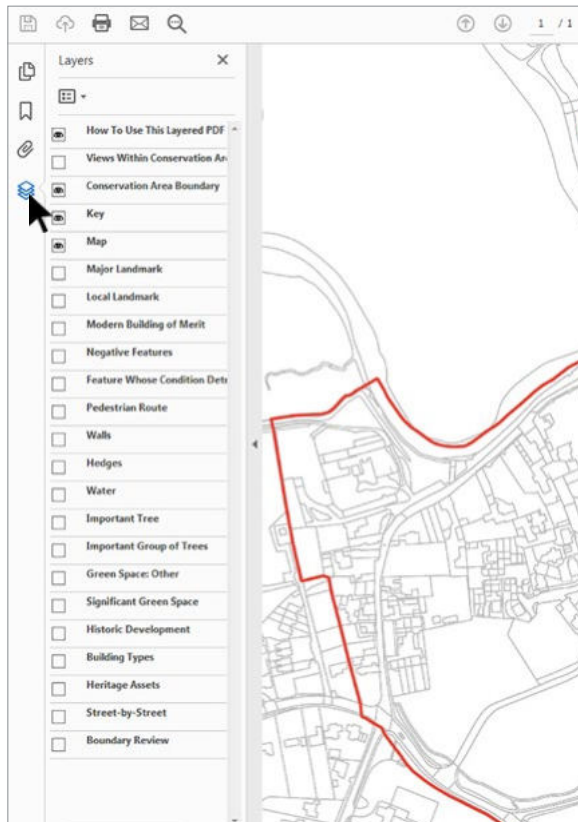 1 / 1
Layers
How To Use This Layered PDF
Views Within Conservation Are
Conservation Area Boundary
Key
Map
Major Landmark
Local Landmark
Modern Building of Merit
Negative Features
Feature Whose Condition Detr
Pedestrian Route
Walls
Hedges
Water
Important Tree
Important Group of Trees
Green Space: Other
Significant Green Space
Historic Development
Building Types
Heritage Assets
Street-by-Street
Boundary Review